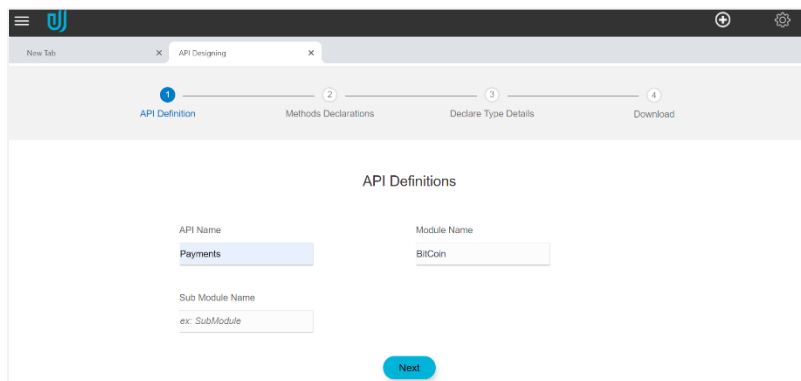 New Tab X API Designing X
1 2 3 4
API Definition Methods Declarations Declare Type Details Download
API Definitions
API Name Module Name
Payments BitCoin
Sub Module Name
ex: SubModule
Next